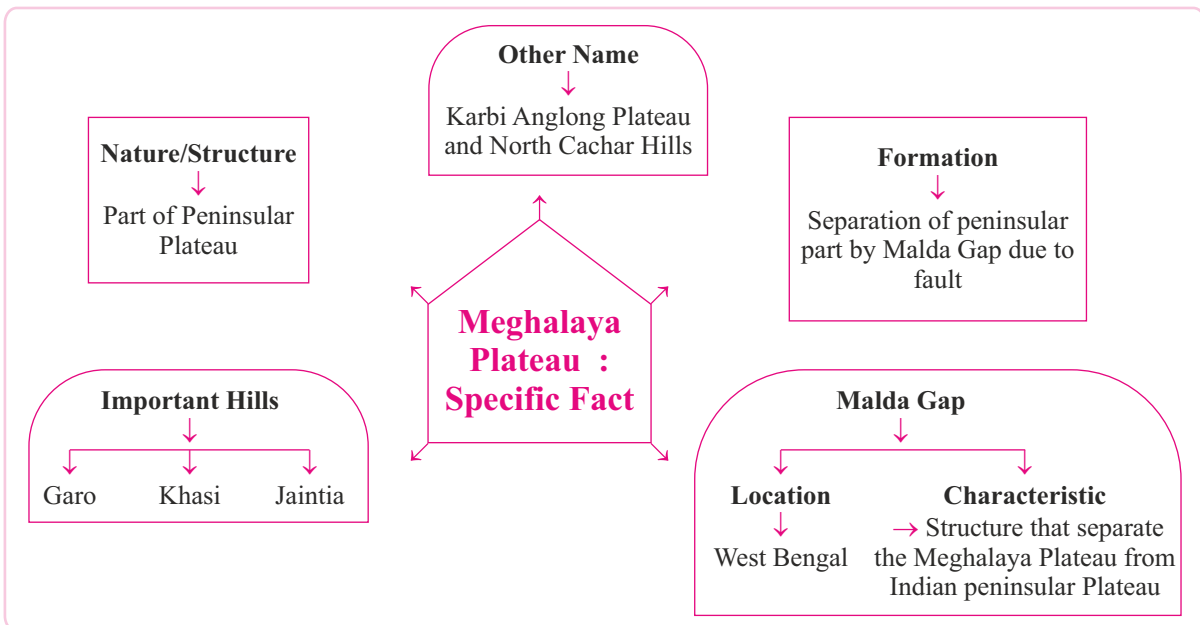 Other Name
Karbi Anglong Plateau
and North Cachar Hills
Nature/Structure
Part of Peninsular
Plateau
Formation
Separation of peninsular
part by Malda Gap due to
fault
Meghalaya
Plateau :
Specific Fact
Important Hills
Garo Khasi Jaintia
Malda Gap
Location
West Bengal
Characteristic
→ Structure that separate
the Meghalaya Plateau from
Indian peninsular Plateau